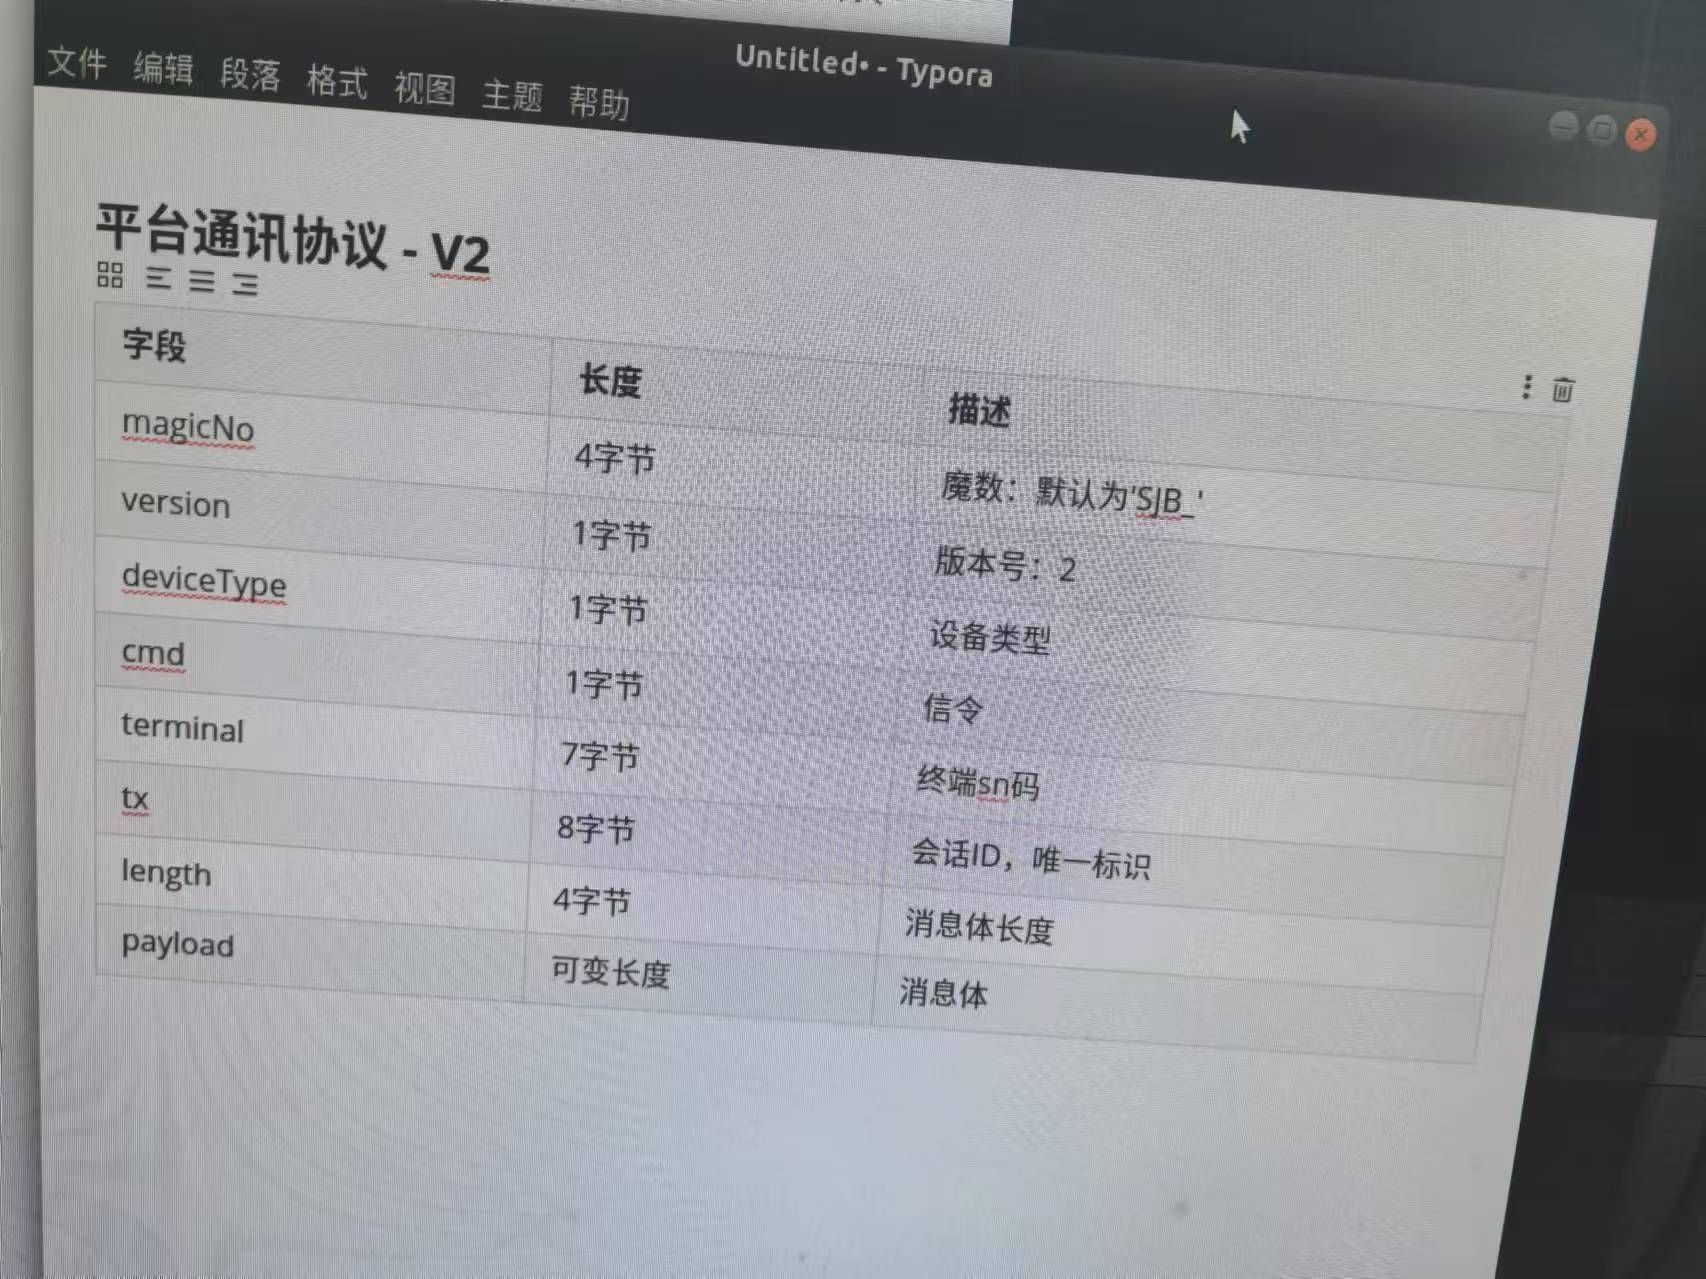 Untitled• - Typora
文件 编辑 段落 格式 视图 主题 帮助
平台通讯协议 - V2
字段 长度 描述
magicNo 4字节 魔数：默认为'SJB_'
version 1字节 版本号：2
deviceType 1字节 设备类型
cmd 1字节 信令
terminal 7字节 终端sn码
tx 8字节 会话ID，唯一标识
length 4字节 消息体长度
payload 可变长度 消息体